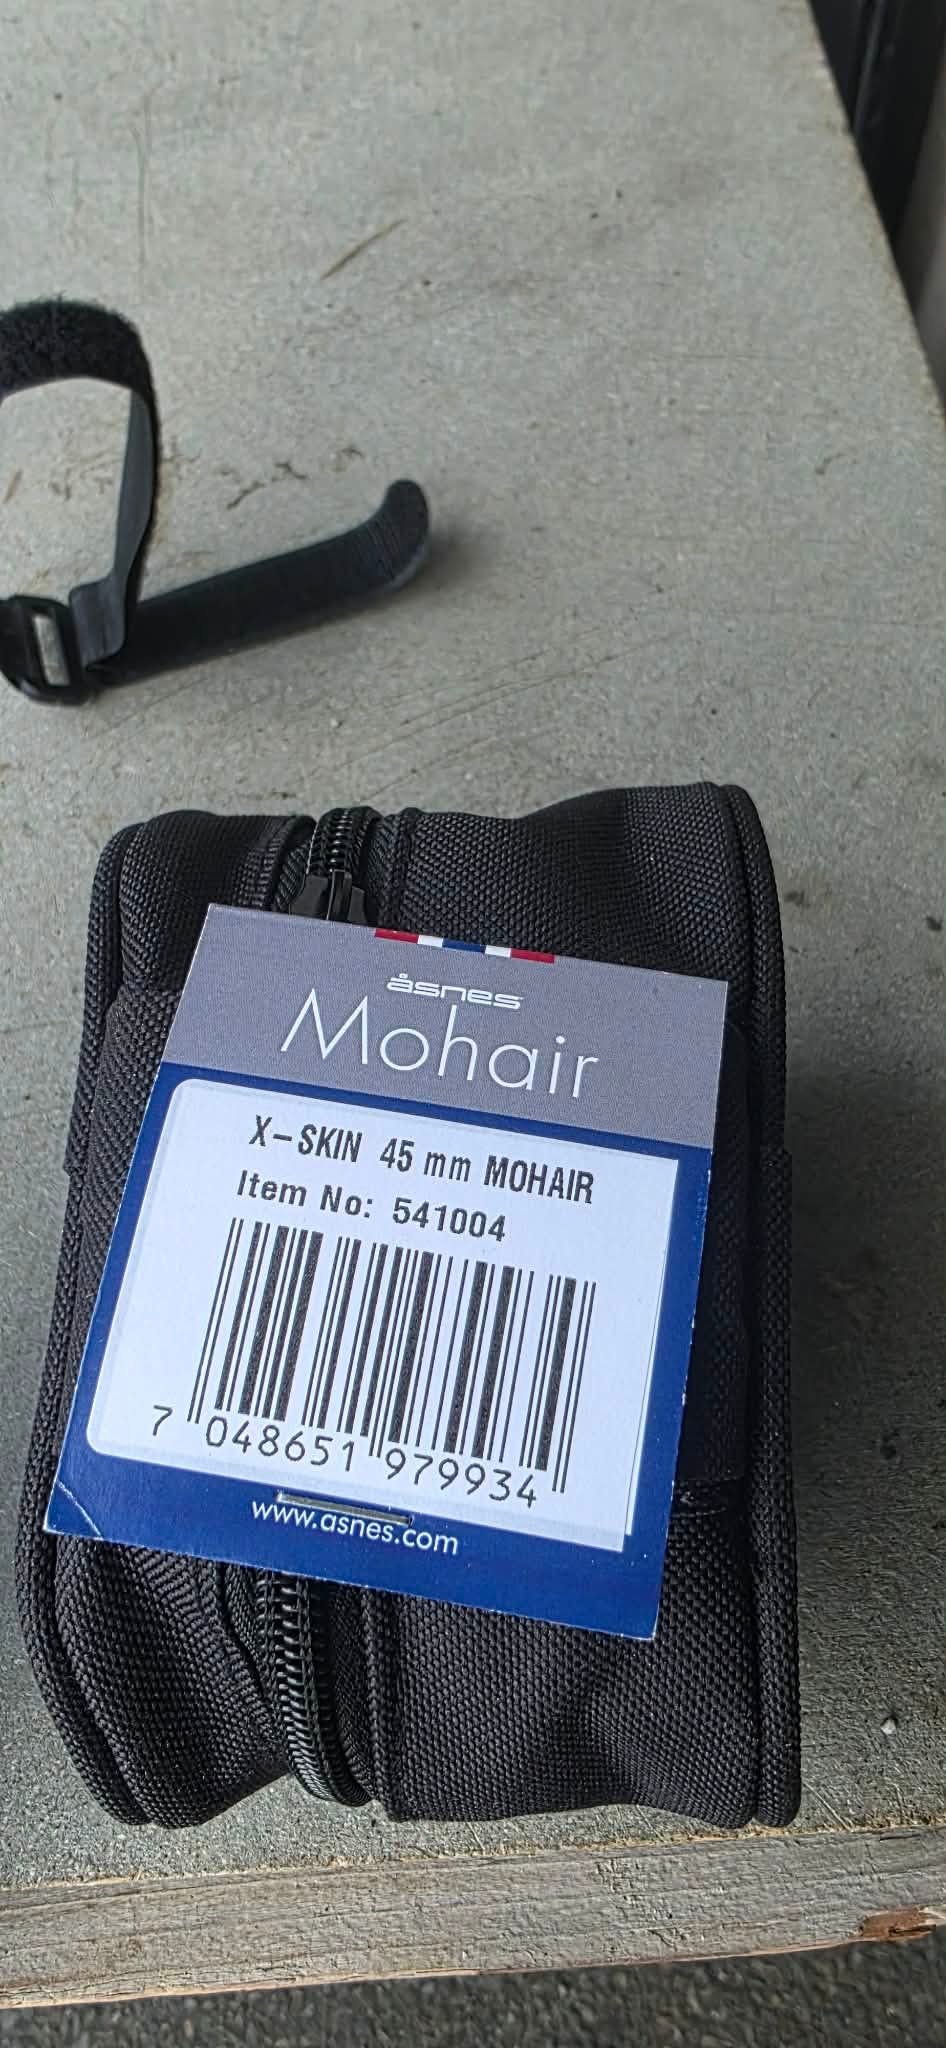 åsnes
Mohair
X-SKIN 45 mm MOHAIR
Item No: 541004
7 048651 979934
www.asnes.com